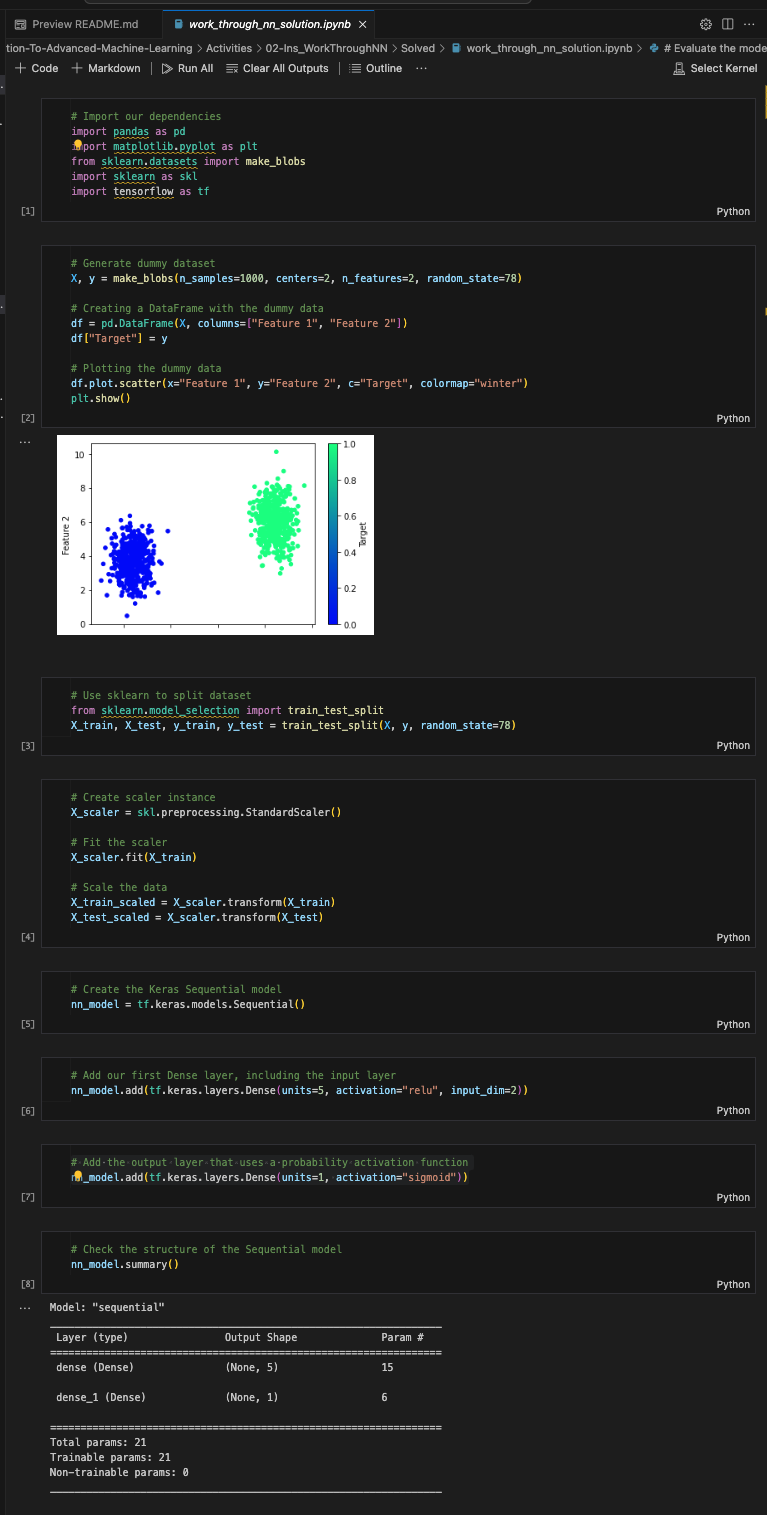 Preview README.md
work_through_nn_solution.ipynb
tion-To-Advanced-Machine-Learning > Activities > 02-Ins_WorkThroughNN > Solved > work_through_nn_solution.ipynb > # Evaluate the mode
+ Code + Markdown Run All Clear All Outputs Outline ... Select Kernel
# Import our dependencies
import pandas as pd
import matplotlib.pyplot as plt
from sklearn.datasets import make_blobs
import sklearn as skl
import tensorflow as tf
[1] Python
# Generate dummy dataset
X, y = make_blobs(n_samples=1000, centers=2, n_features=2, random_state=78)
# Creating a DataFrame with the dummy data
df = pd.DataFrame(X, columns=["Feature 1", "Feature 2"])
df["Target"] = y
# Plotting the dummy data
df.plot.scatter(x="Feature 1", y="Feature 2", c="Target", colormap="winter")
plt.show()
[2] Python
...
10
8
6
4
2
0
Feature 2
1.0
0.8
0.6
0.4
0.2
0.0
Target
# Use sklearn to split dataset
from sklearn.model_selection import train_test_split
X_train, X_test, y_train, y_test = train_test_split(X, y, random_state=78)
[3] Python
# Create scaler instance
X_scaler = skl.preprocessing.StandardScaler()
# Fit the scaler
X_scaler.fit(X_train)
# Scale the data
X_train_scaled = X_scaler.transform(X_train)
X_test_scaled = X_scaler.transform(X_test)
[4] Python
# Create the Keras Sequential model
nn_model = tf.keras.models.Sequential()
[5] Python
# Add our first Dense layer, including the input layer
nn_model.add(tf.keras.layers.Dense(units=5, activation="relu", input_dim=2))
[6] Python
# Add the output layer that uses a probability activation function
nn_model.add(tf.keras.layers.Dense(units=1, activation="sigmoid"))
[7] Python
# Check the structure of the Sequential model
nn_model.summary()
[8] Python
... Model: "sequential"
_________________________________________________________________
Layer (type) Output Shape Param #
=================================================================
dense (Dense) (None, 5) 15
dense_1 (Dense) (None, 1) 6
=================================================================
Total params: 21
Trainable params: 21
Non-trainable params: 0
_________________________________________________________________